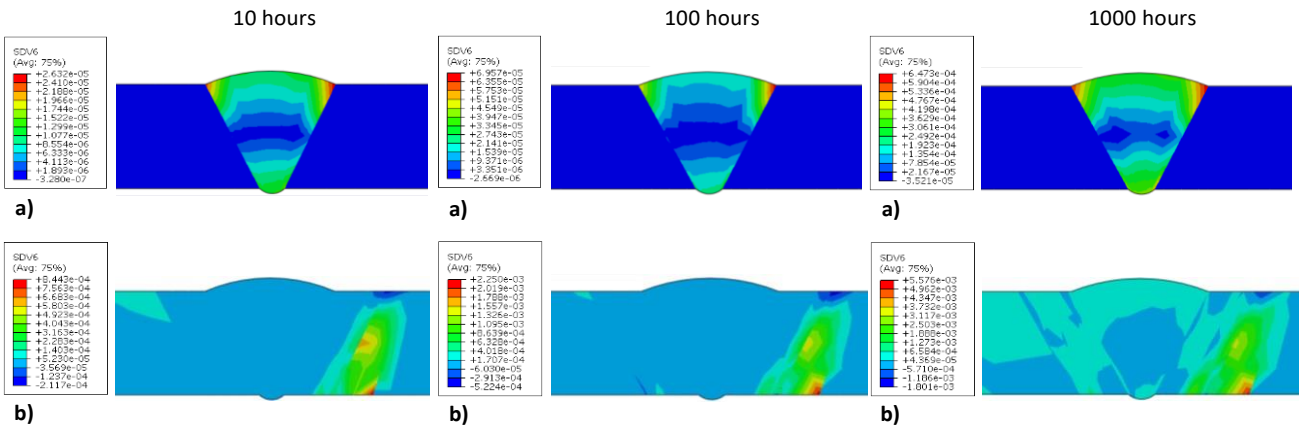 10 hours
100 hours
1000 hours
SDV6
(Avg: 75%)
+2.632e-05
+2.410e-05
+2.188e-05
+1.966e-05
+1.744e-05
+1.522e-05
+1.299e-05
+1.077e-05
+8.554e-06
+6.333e-06
+4.113e-06
+1.893e-06
-3.280e-07
a)
SDV6
(Avg: 75%)
+6.957e-05
+6.355e-05
+5.753e-05
+5.151e-05
+4.549e-05
+3.947e-05
+3.345e-05
+2.743e-05
+2.141e-05
+1.539e-05
+9.371e-06
+3.351e-06
-2.669e-06
a)
SDV6
(Avg: 75%)
+6.473e-04
+5.904e-04
+5.336e-04
+4.767e-04
+4.198e-04
+3.629e-04
+3.061e-04
+2.492e-04
+1.923e-04
+1.354e-04
+7.854e-05
+2.167e-05
-3.521e-05
a)
SDV6
(Avg: 75%)
+8.443e-04
+7.563e-04
+6.683e-04
+5.803e-04
+4.923e-04
+4.043e-04
+3.163e-04
+2.283e-04
+1.403e-04
+5.230e-05
-3.569e-05
-1.237e-04
-2.117e-04
b)
SDV6
(Avg: 75%)
+2.250e-03
+2.019e-03
+1.788e-03
+1.557e-03
+1.326e-03
+1.095e-03
+8.639e-04
+6.328e-04
+4.018e-04
+1.707e-04
-6.030e-05
-2.913e-04
-5.224e-04
b)
SDV6
(Avg: 75%)
+5.576e-03
+4.962e-03
+4.347e-03
+3.732e-03
+3.117e-03
+2.503e-03
+1.888e-03
+1.273e-03
+6.584e-04
+4.369e-05
-5.710e-04
-1.186e-03
-1.801e-03
b)